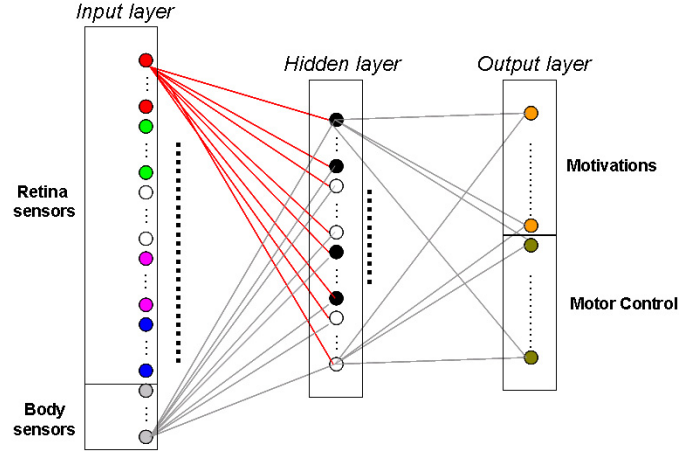 Input layer
Hidden layer
Output layer
Retina
sensors
Motivations
Motor Control
Body
sensors